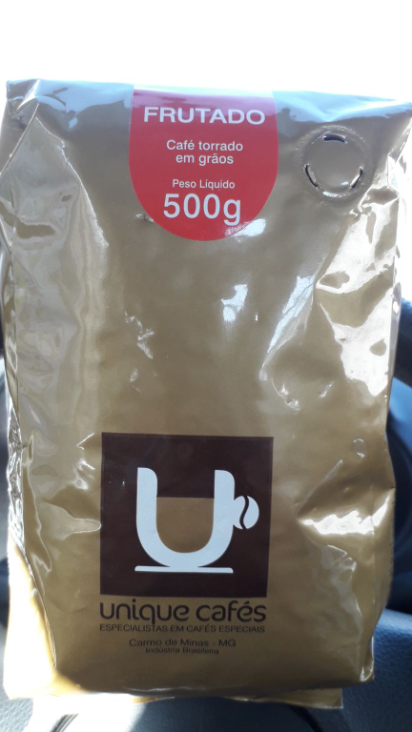 FRUTADO
Café torrado
em grãos
Peso Líquido
500g
unique cafés
ESPECIALISTAS EM CAFÉS ESPECIAIS
Carmo de Minas - MG
Indústria Brasileira